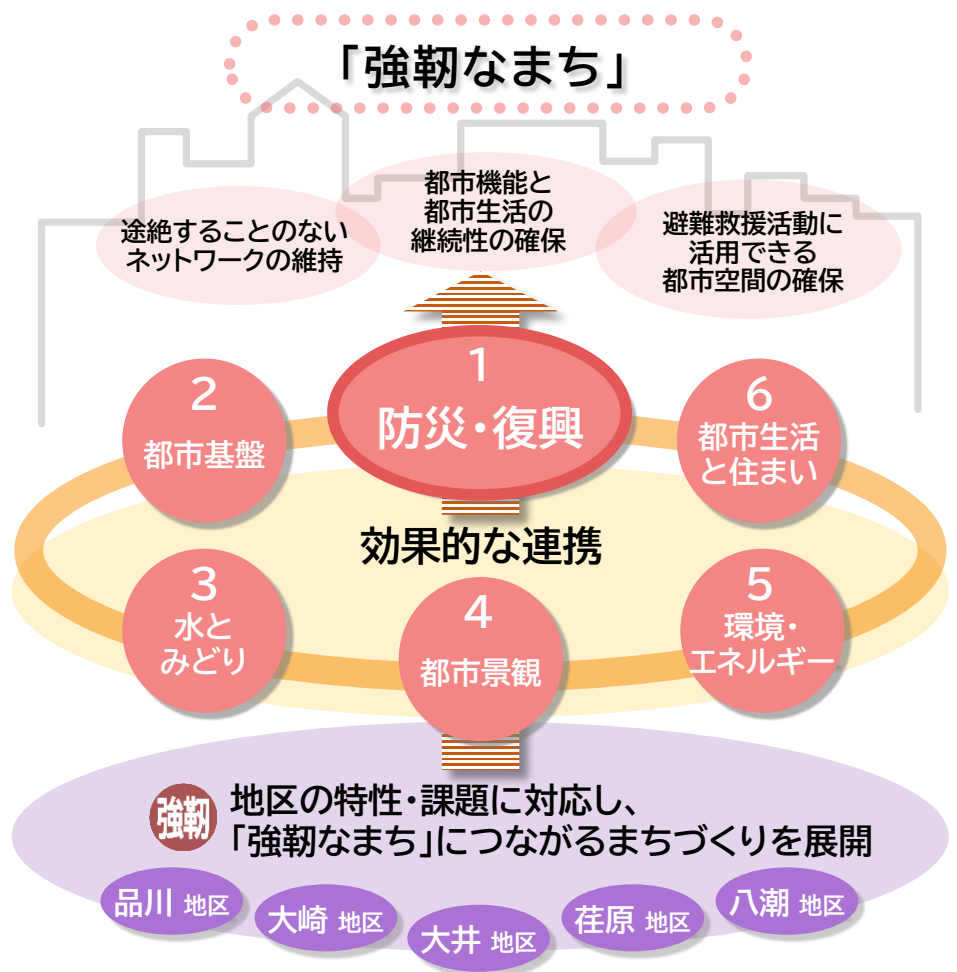 「強靭なまち」
途絶することのない
ネットワークの維持
都市機能と
都市生活の
継続性の確保
避難救援活動に
活用できる
都市空間の確保
1
防災・復興
2
都市基盤
6
都市生活
と住まい
効果的な連携
3
水と
みどり
4
都市景観
5
環境・
エネルギー
強靭
地区の特性・課題に対応し、
「強靭なまち」につながるまちづくりを展開
品川 地区
大崎 地区
大井 地区
荏原 地区
八潮 地区